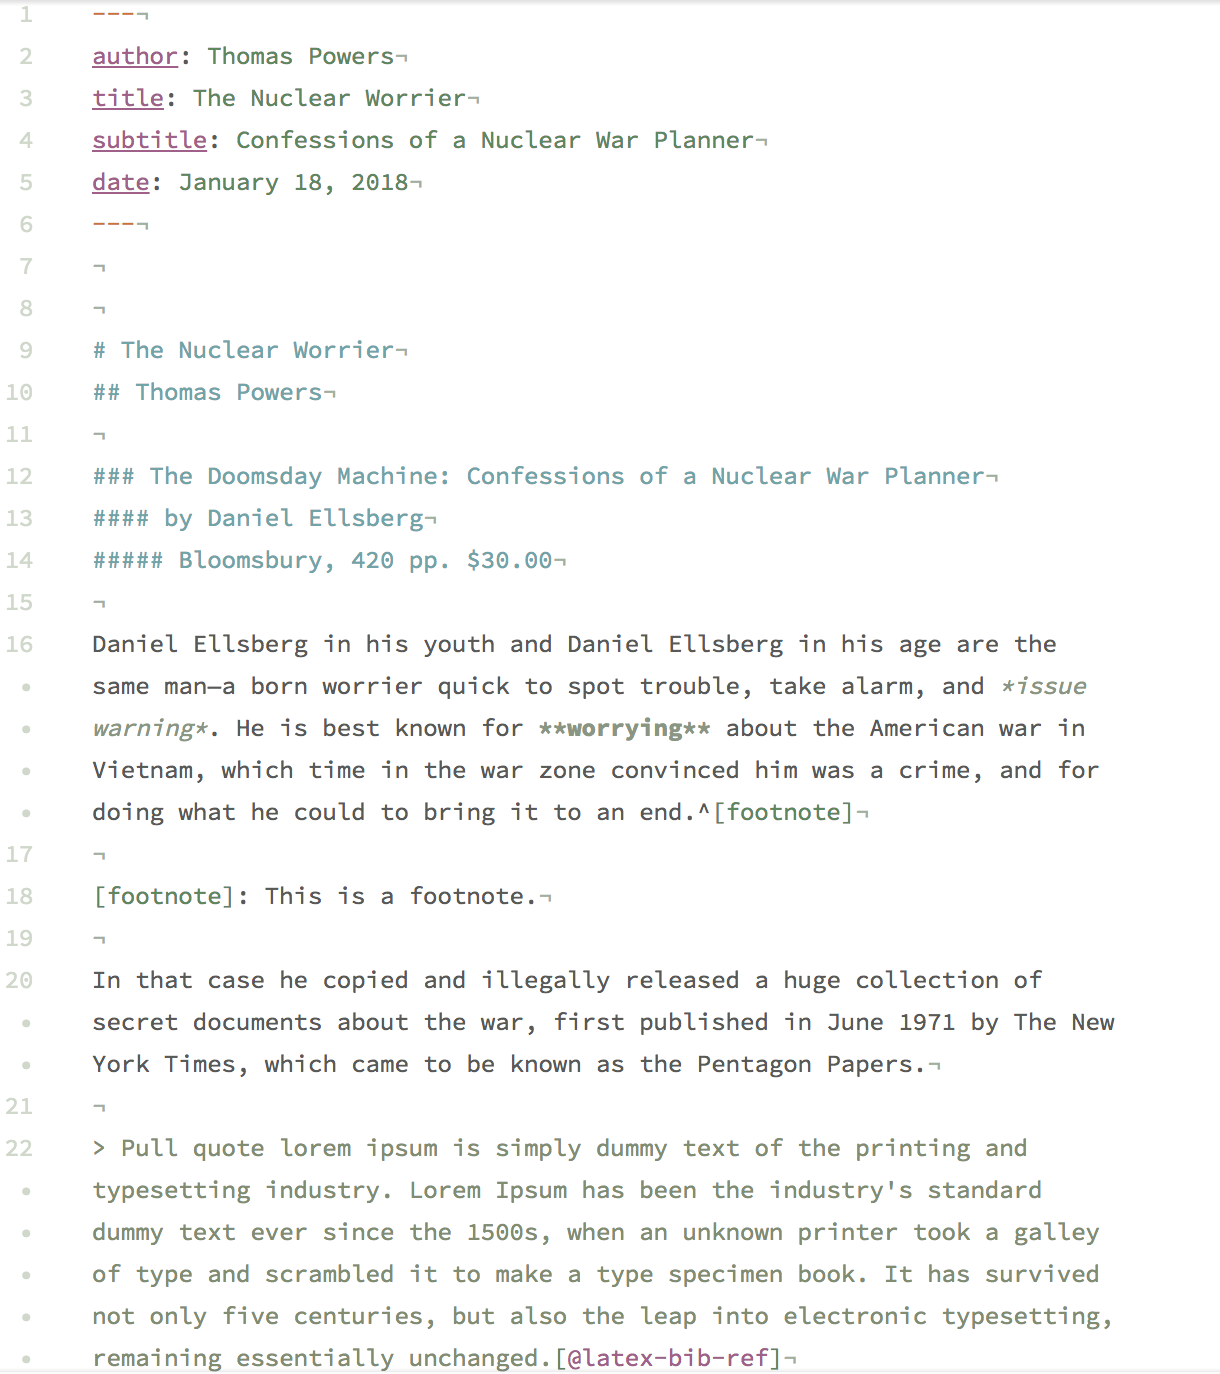 1 ---¬
2 author: Thomas Powers¬
3 title: The Nuclear Worrier¬
4 subtitle: Confessions of a Nuclear War Planner¬
5 date: January 18, 2018¬
6 ---¬
7 ¬
8 ¬
9 # The Nuclear Worrier¬
10 ## Thomas Powers¬
11 ¬
12 ### The Doomsday Machine: Confessions of a Nuclear War Planner¬
13 #### by Daniel Ellsberg¬
14 ##### Bloomsbury, 420 pp. $30.00¬
15 ¬
16 Daniel Ellsberg in his youth and Daniel Ellsberg in his age are the
• same man—a born worrier quick to spot trouble, take alarm, and *issue
• warning*. He is best known for **worrying** about the American war in
• Vietnam, which time in the war zone convinced him was a crime, and for
• doing what he could to bring it to an end.^[footnote]¬
17 ¬
18 [footnote]: This is a footnote.¬
19 ¬
20 In that case he copied and illegally released a huge collection of
• secret documents about the war, first published in June 1971 by The New
• York Times, which came to be known as the Pentagon Papers.¬
21 ¬
22 > Pull quote lorem ipsum is simply dummy text of the printing and
• typesetting industry. Lorem Ipsum has been the industry's standard
• dummy text ever since the 1500s, when an unknown printer took a galley
• of type and scrambled it to make a type specimen book. It has survived
• not only five centuries, but also the leap into electronic typesetting,
• remaining essentially unchanged.[@latex-bib-ref]¬